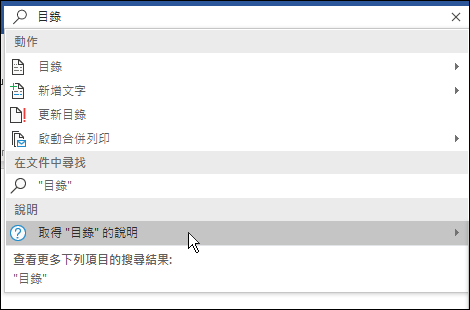 目錄
動作
目錄
新增文字
更新目錄
啟動合併列印
在文件中尋找
"目錄"
說明
取得 "目錄" 的說明
查看更多下列項目的搜尋結果:
"目錄"